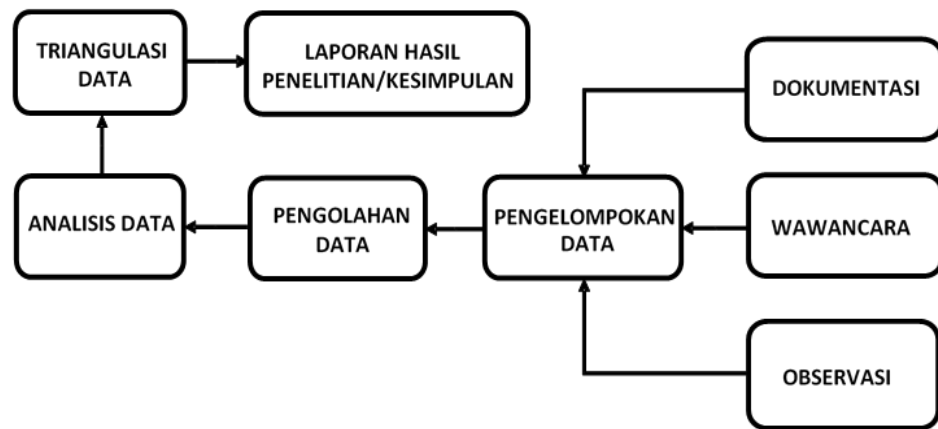 TRIANGULASI
DATA
LAPORAN HASIL
PENELITIAN/KESIMPULAN
DOKUMENTASI
ANALISIS DATA
PENGOLAHAN
DATA
PENGELOMPOKAN
DATA
WAWANCARA
OBSERVASI